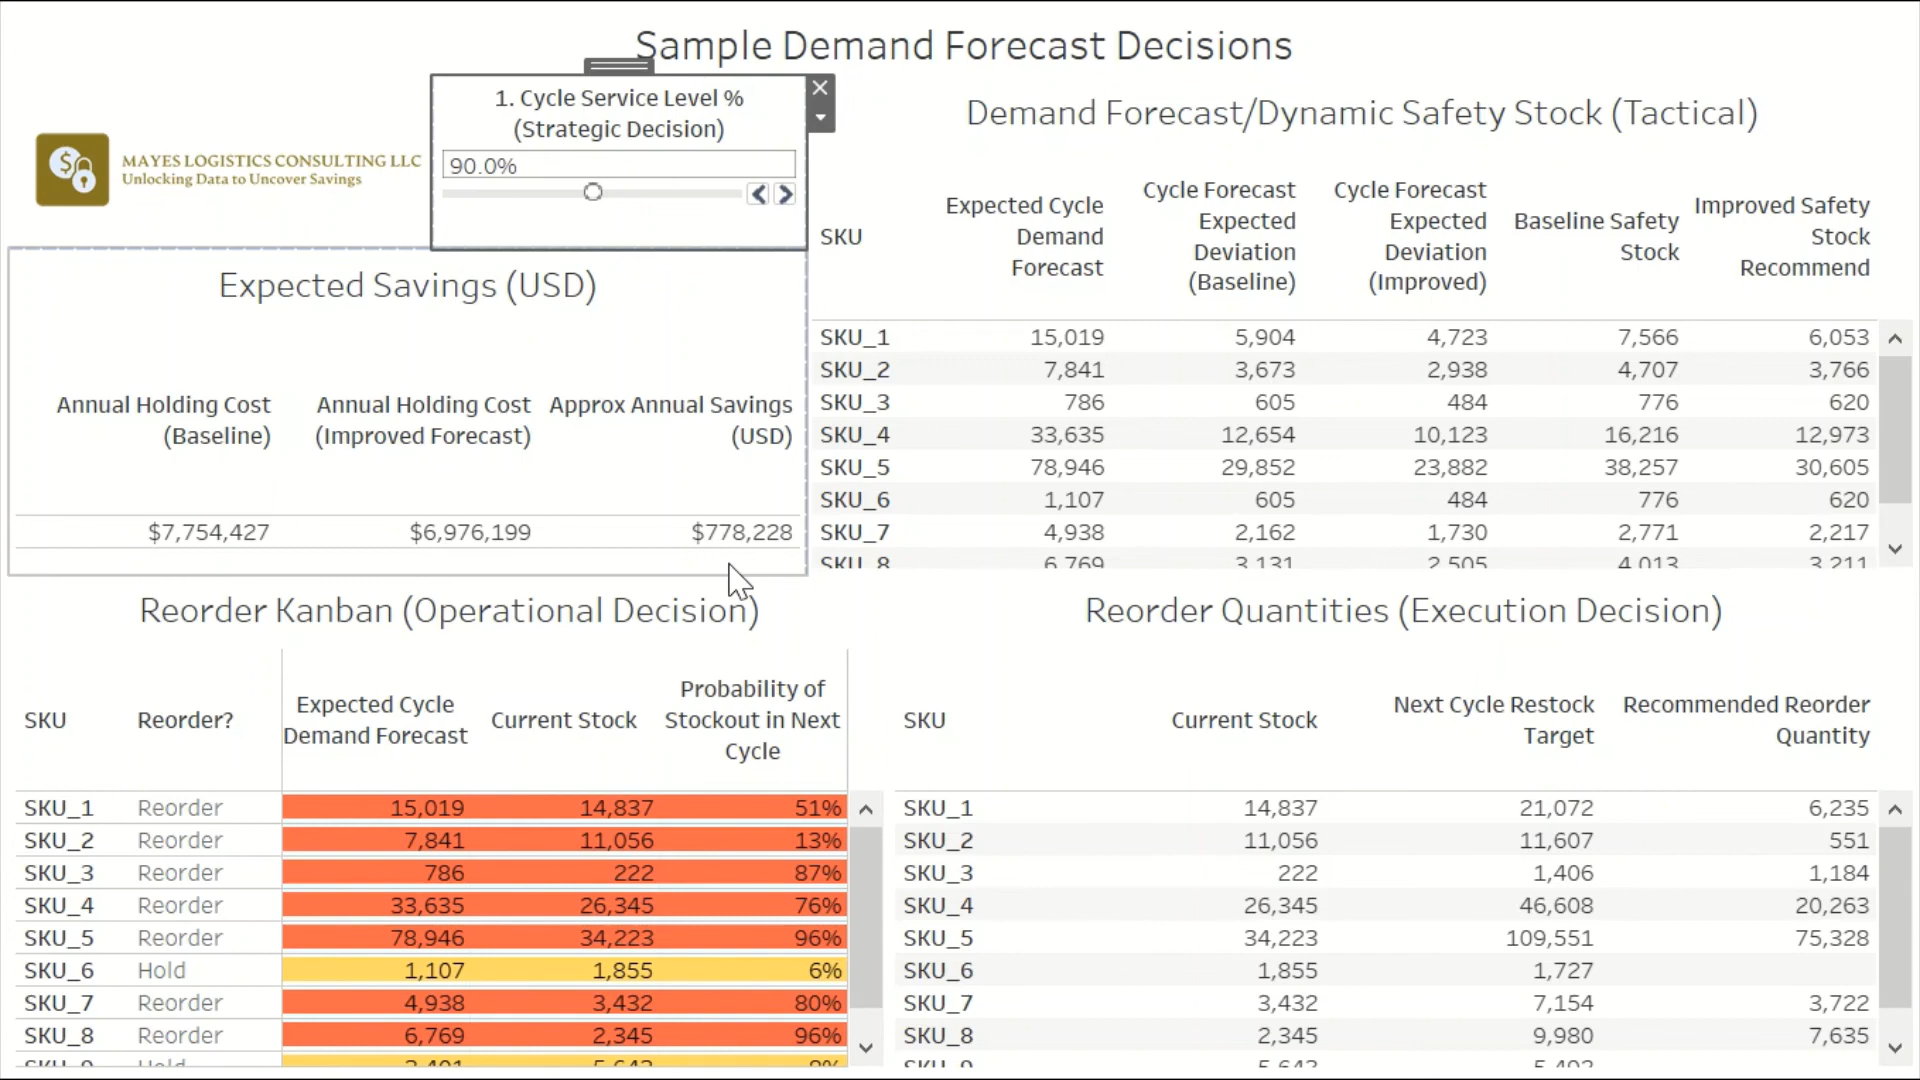 Sample Demand Forecast Decisions
1. Cycle Service Level %
(Strategic Decision)
90.0%
MAYES LOGISTICS CONSULTING LLC
Unlocking Data to Uncover Savings
Expected Savings (USD)
Annual Holding Cost (Baseline) Annual Holding Cost (Improved Forecast) Approx Annual Savings (USD)
$7,754,427 $6,976,199 $778,228
Demand Forecast/Dynamic Safety Stock (Tactical)
SKU Expected Cycle Demand Forecast Cycle Forecast Expected Deviation (Baseline) Cycle Forecast Expected Deviation (Improved) Baseline Safety Stock Improved Safety Stock Recommend
SKU_1 15,019 5,904 4,723 7,566 6,053
SKU_2 7,841 3,673 2,938 4,707 3,766
SKU_3 786 605 484 776 620
SKU_4 33,635 12,654 10,123 16,216 12,973
SKU_5 78,946 29,852 23,882 38,257 30,605
SKU_6 1,107 605 484 776 620
SKU_7 4,938 2,162 1,730 2,771 2,217
SKU_8 6,769 3,131 2,505 4,013 3,211
Reorder Kanban (Operational Decision)
SKU Reorder? Expected Cycle Demand Forecast Current Stock Probability of Stockout in Next Cycle
SKU_1 Reorder 15,019 14,837 51%
SKU_2 Reorder 7,841 11,056 13%
SKU_3 Reorder 786 222 87%
SKU_4 Reorder 33,635 26,345 76%
SKU_5 Reorder 78,946 34,223 96%
SKU_6 Hold 1,107 1,855 6%
SKU_7 Reorder 4,938 3,432 80%
SKU_8 Reorder 6,769 2,345 96%
Reorder Quantities (Execution Decision)
SKU Current Stock Next Cycle Restock Target Recommended Reorder Quantity
SKU_1 14,837 21,072 6,235
SKU_2 11,056 11,607 551
SKU_3 222 1,406 1,184
SKU_4 26,345 46,608 20,263
SKU_5 34,223 109,551 75,328
SKU_6 1,855 1,727
SKU_7 3,432 7,154 3,722
SKU_8 2,345 9,980 7,635